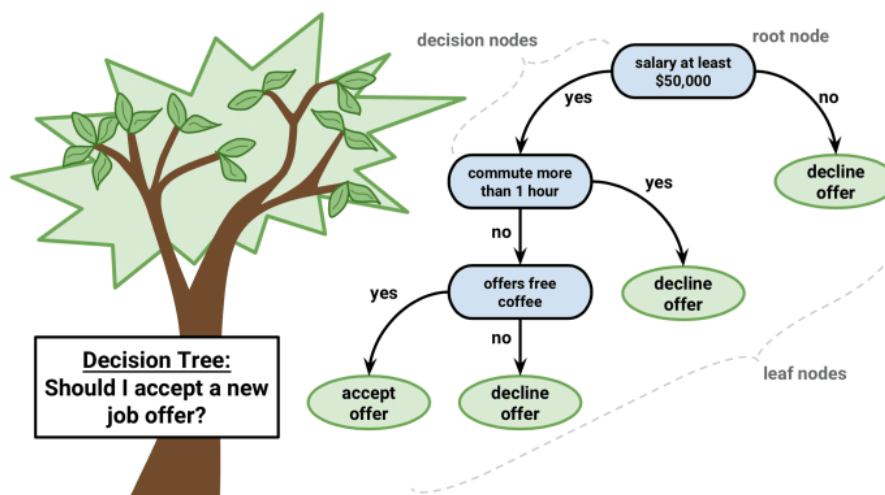 decision nodes
root node
salary at least
$50,000
yes
no
commute more
than 1 hour
yes
decline
offer
no
offers free
coffee
decline
offer
yes
no
Decision Tree:
Should I accept a new
job offer?
accept
offer
decline
offer
leaf nodes